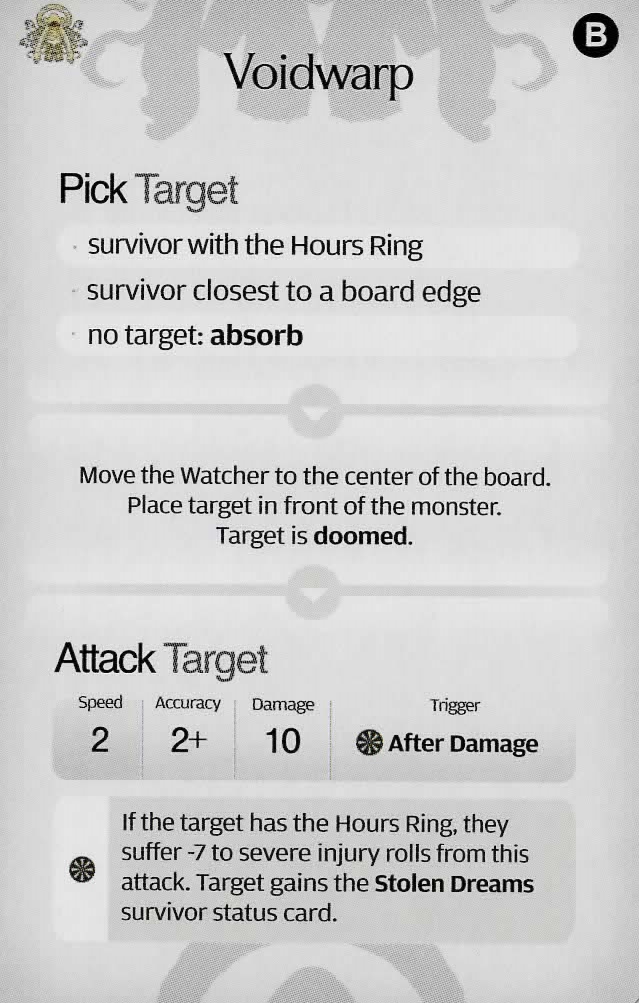 B
Voidwarp
Pick Target
· survivor with the Hours Ring
· survivor closest to a board edge
· no target: absorb
Move the Watcher to the center of the board.
Place target in front of the monster.
Target is doomed.
Attack Target
Speed Accuracy Damage Trigger
2 2+ 10 After Damage
If the target has the Hours Ring, they
suffer -7 to severe injury rolls from this
attack. Target gains the Stolen Dreams
survivor status card.